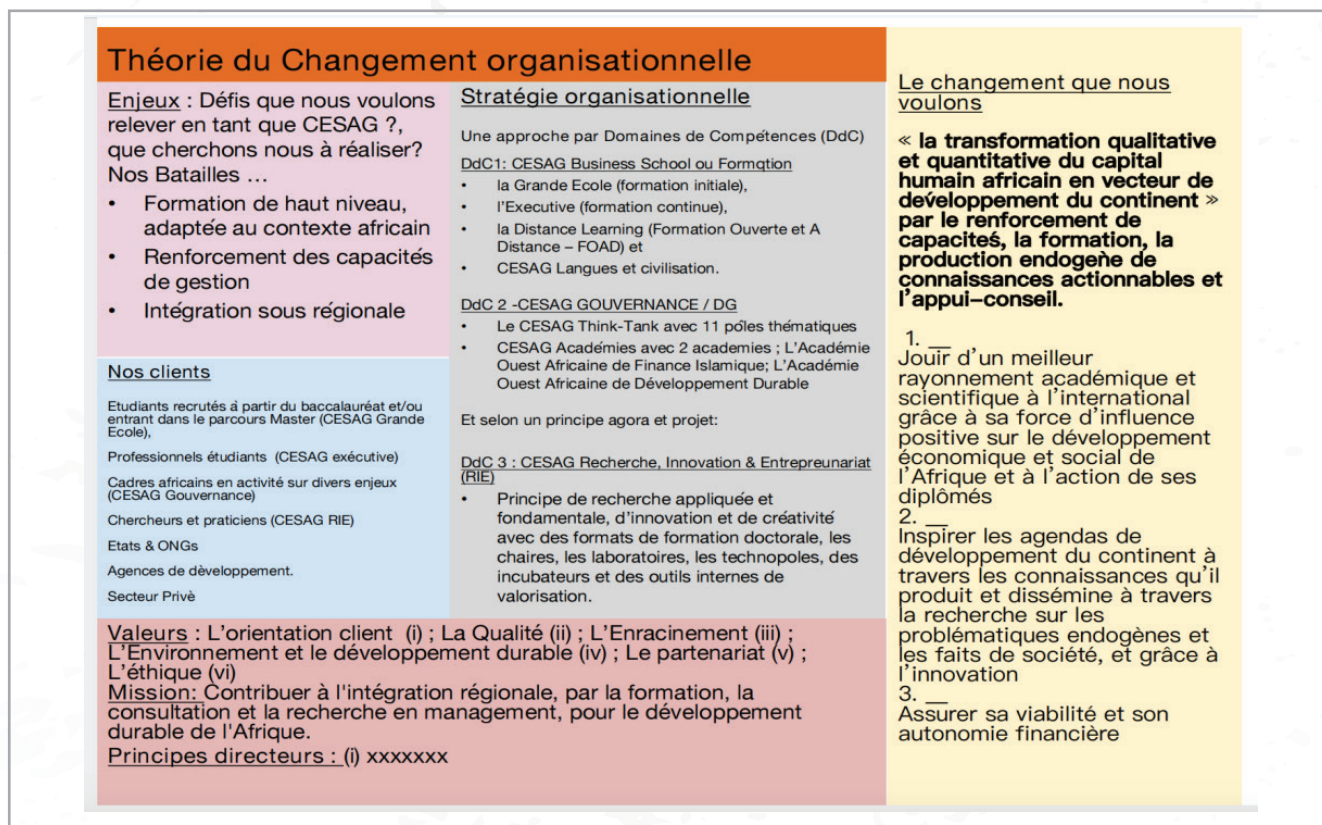 Théorie du Changement organisationnelle
Enjeux : Défis que nous voulons
relever en tant que CESAG ?,
que cherchons nous à réaliser?
Nos Batailles ...
• Formation de haut niveau,
adaptée au contexte africain
• Renforcement des capacités
de gestion
• Intégration sous régionale
Nos clients
Etudiants recrutés à partir du baccalauréat et/ou
entrant dans le parcours Master (CESAG Grande
Ecole),
Professionnels étudiants (CESAG exécutive)
Cadres africains en activité sur divers enjeux
(CESAG Gouvernance)
Chercheurs et praticiens (CESAG RIE)
Etats & ONGs
Agences de dèveloppement.
Secteur Privè
Stratégie organisationnelle
Une approche par Domaines de Compétences (DdC)
DdC1: CESAG Business School ou Formqtion
• la Grande Ecole (formation initiale),
• l'Executive (formation continue),
• la Distance Learning (Formation Ouverte et A
Distance – FOAD) et
• CESAG Langues et civilisation.
DdC 2 -CESAG GOUVERNANCE / DG
• Le CESAG Think-Tank avec 11 pôles thématiques
• CESAG Académies avec 2 academies ; L'Académie
Ouest Africaine de Finance Islamique; L'Académie
Ouest Africaine de Développement Durable
Et selon un principe agora et projet:
DdC 3 : CESAG Recherche, Innovation & Entrepreunariat
(RIE)
• Principe de recherche appliquée et
fondamentale, d'innovation et de créativité
avec des formats de formation doctorale, les
chaires, les laboratoires, les technopoles, des
incubateurs et des outils internes de
valorisation.
Valeurs : L'orientation client (i) ; La Qualité (ii) ; L'Enracinement (iii) ;
L'Environnement et le développement durable (iv) ; Le partenariat (v) ;
L'éthique (vi)
Mission: Contribuer à l'intégration régionale, par la formation, la
consultation et la recherche en management, pour le développement
durable de l'Afrique.
Principes directeurs : (i) xxxxxxx
Le changement que nous
voulons
« la transformation qualitative
et quantitative du capital
humain africain en vecteur de
développement du continent »
par le renforcement de
capacités, la formation, la
production endogène de
connaissances actionnables et
l'appui-conseil.
1. __
Jouir d'un meilleur
rayonnement académique et
scientifique à l'international
grâce à sa force d'influence
positive sur le développement
économique et social de
l'Afrique et à l'action de ses
diplômés
2. __
Inspirer les agendas de
développement du continent à
travers les connaissances qu'il
produit et dissémine à travers
la recherche sur les
problématiques endogènes et
les faits de société, et grâce à
l'innovation
3. __
Assurer sa viabilité et son
autonomie financière